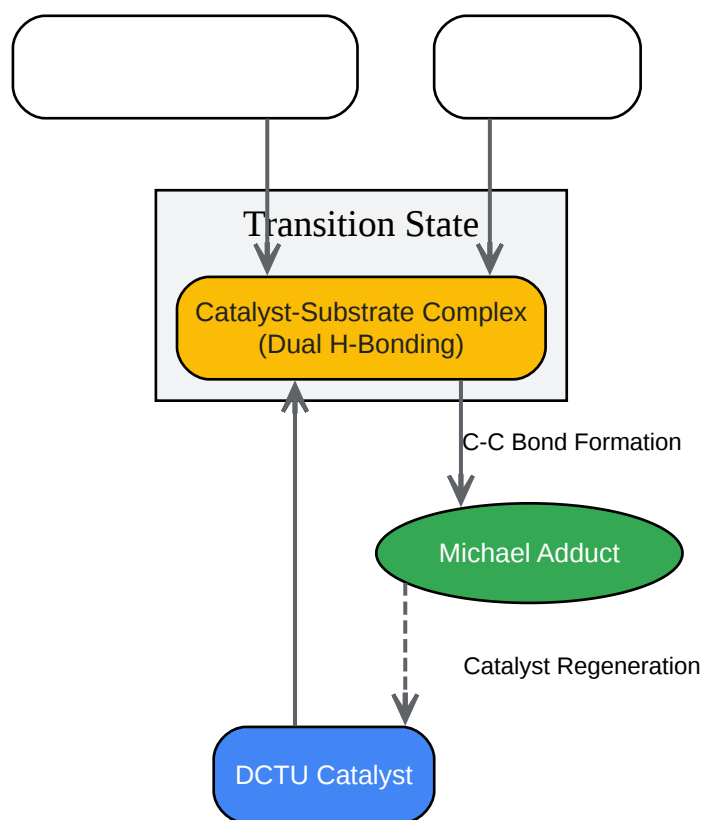 Transition State
Catalyst-Substrate Complex
(Dual H-Bonding)
C-C Bond Formation
Michael Adduct
Catalyst Regeneration
DCTU Catalyst